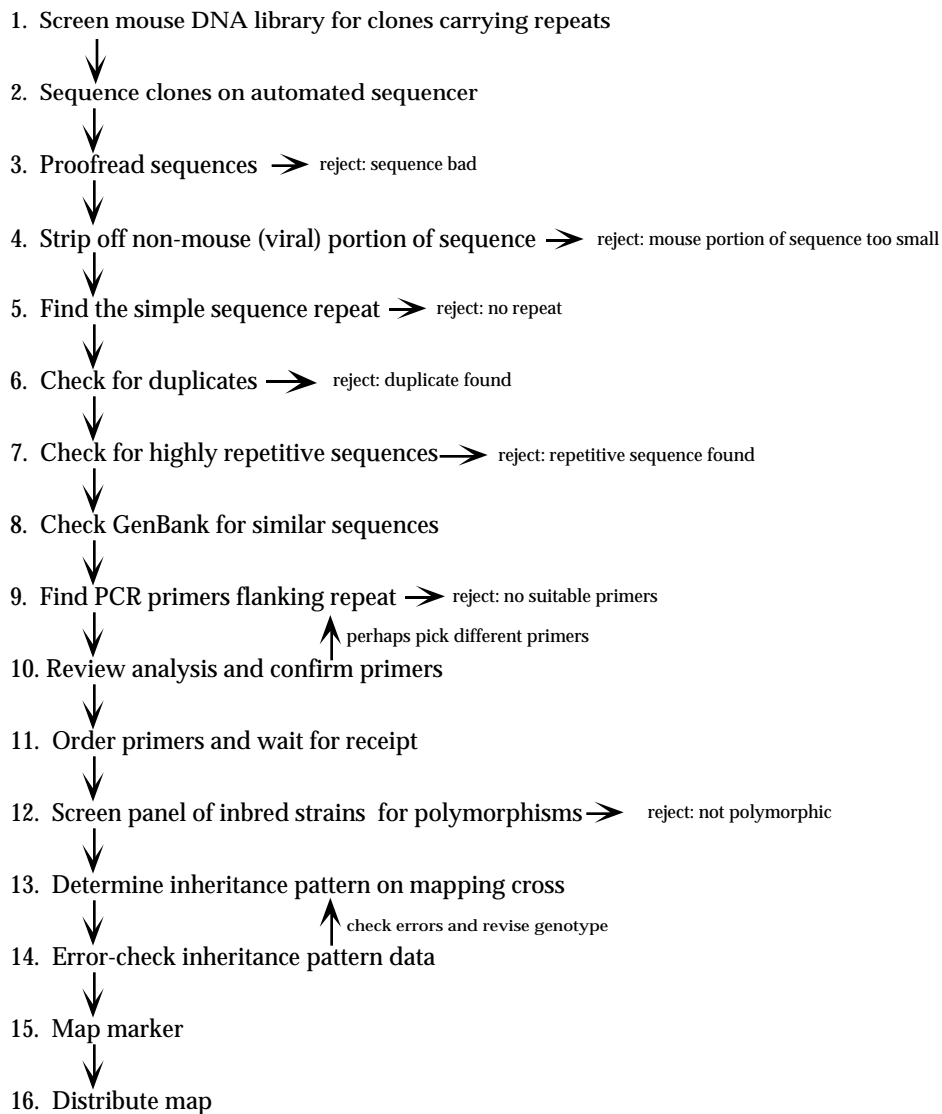 1. Screen mouse DNA library for clones carrying repeats
2. Sequence clones on automated sequencer
3. Proofread sequences reject: sequence bad
4. Strip off non-mouse (viral) portion of sequence reject: mouse portion of sequence too small
5. Find the simple sequence repeat reject: no repeat
6. Check for duplicates reject: duplicate found
7. Check for highly repetitive sequences reject: repetitive sequence found
8. Check GenBank for similar sequences
9. Find PCR primers flanking repeat reject: no suitable primers
perhaps pick different primers
10. Review analysis and confirm primers
11. Order primers and wait for receipt
12. Screen panel of inbred strains for polymorphisms reject: not polymorphic
13. Determine inheritance pattern on mapping cross
check errors and revise genotype
14. Error-check inheritance pattern data
15. Map marker
16. Distribute map